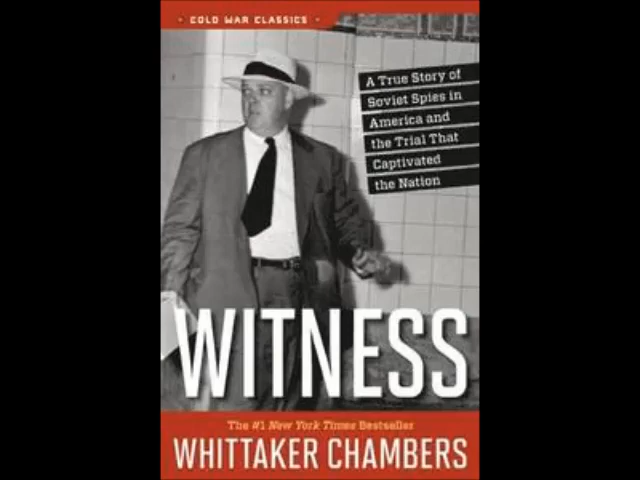 COLD WAR CLASSICS
A True Story of
Soviet Spies in
America and
the Trial That
Captivated
the Nation
WITNESS
The #1 New York Times Bestseller
WHITTAKER CHAMBERS